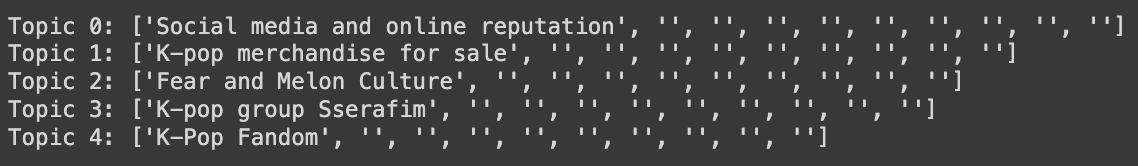 Topic 0: ['Social media and online reputation', '', '', '', '', '', '', '', '', '']
Topic 1: ['K-pop merchandise for sale', '', '', '', '', '', '', '', '', '']
Topic 2: ['Fear and Melon Culture', '', '', '', '', '', '', '', '', '']
Topic 3: ['K-pop group Sserafim', '', '', '', '', '', '', '', '', '']
Topic 4: ['K-Pop Fandom', '', '', '', '', '', '', '', '', '']